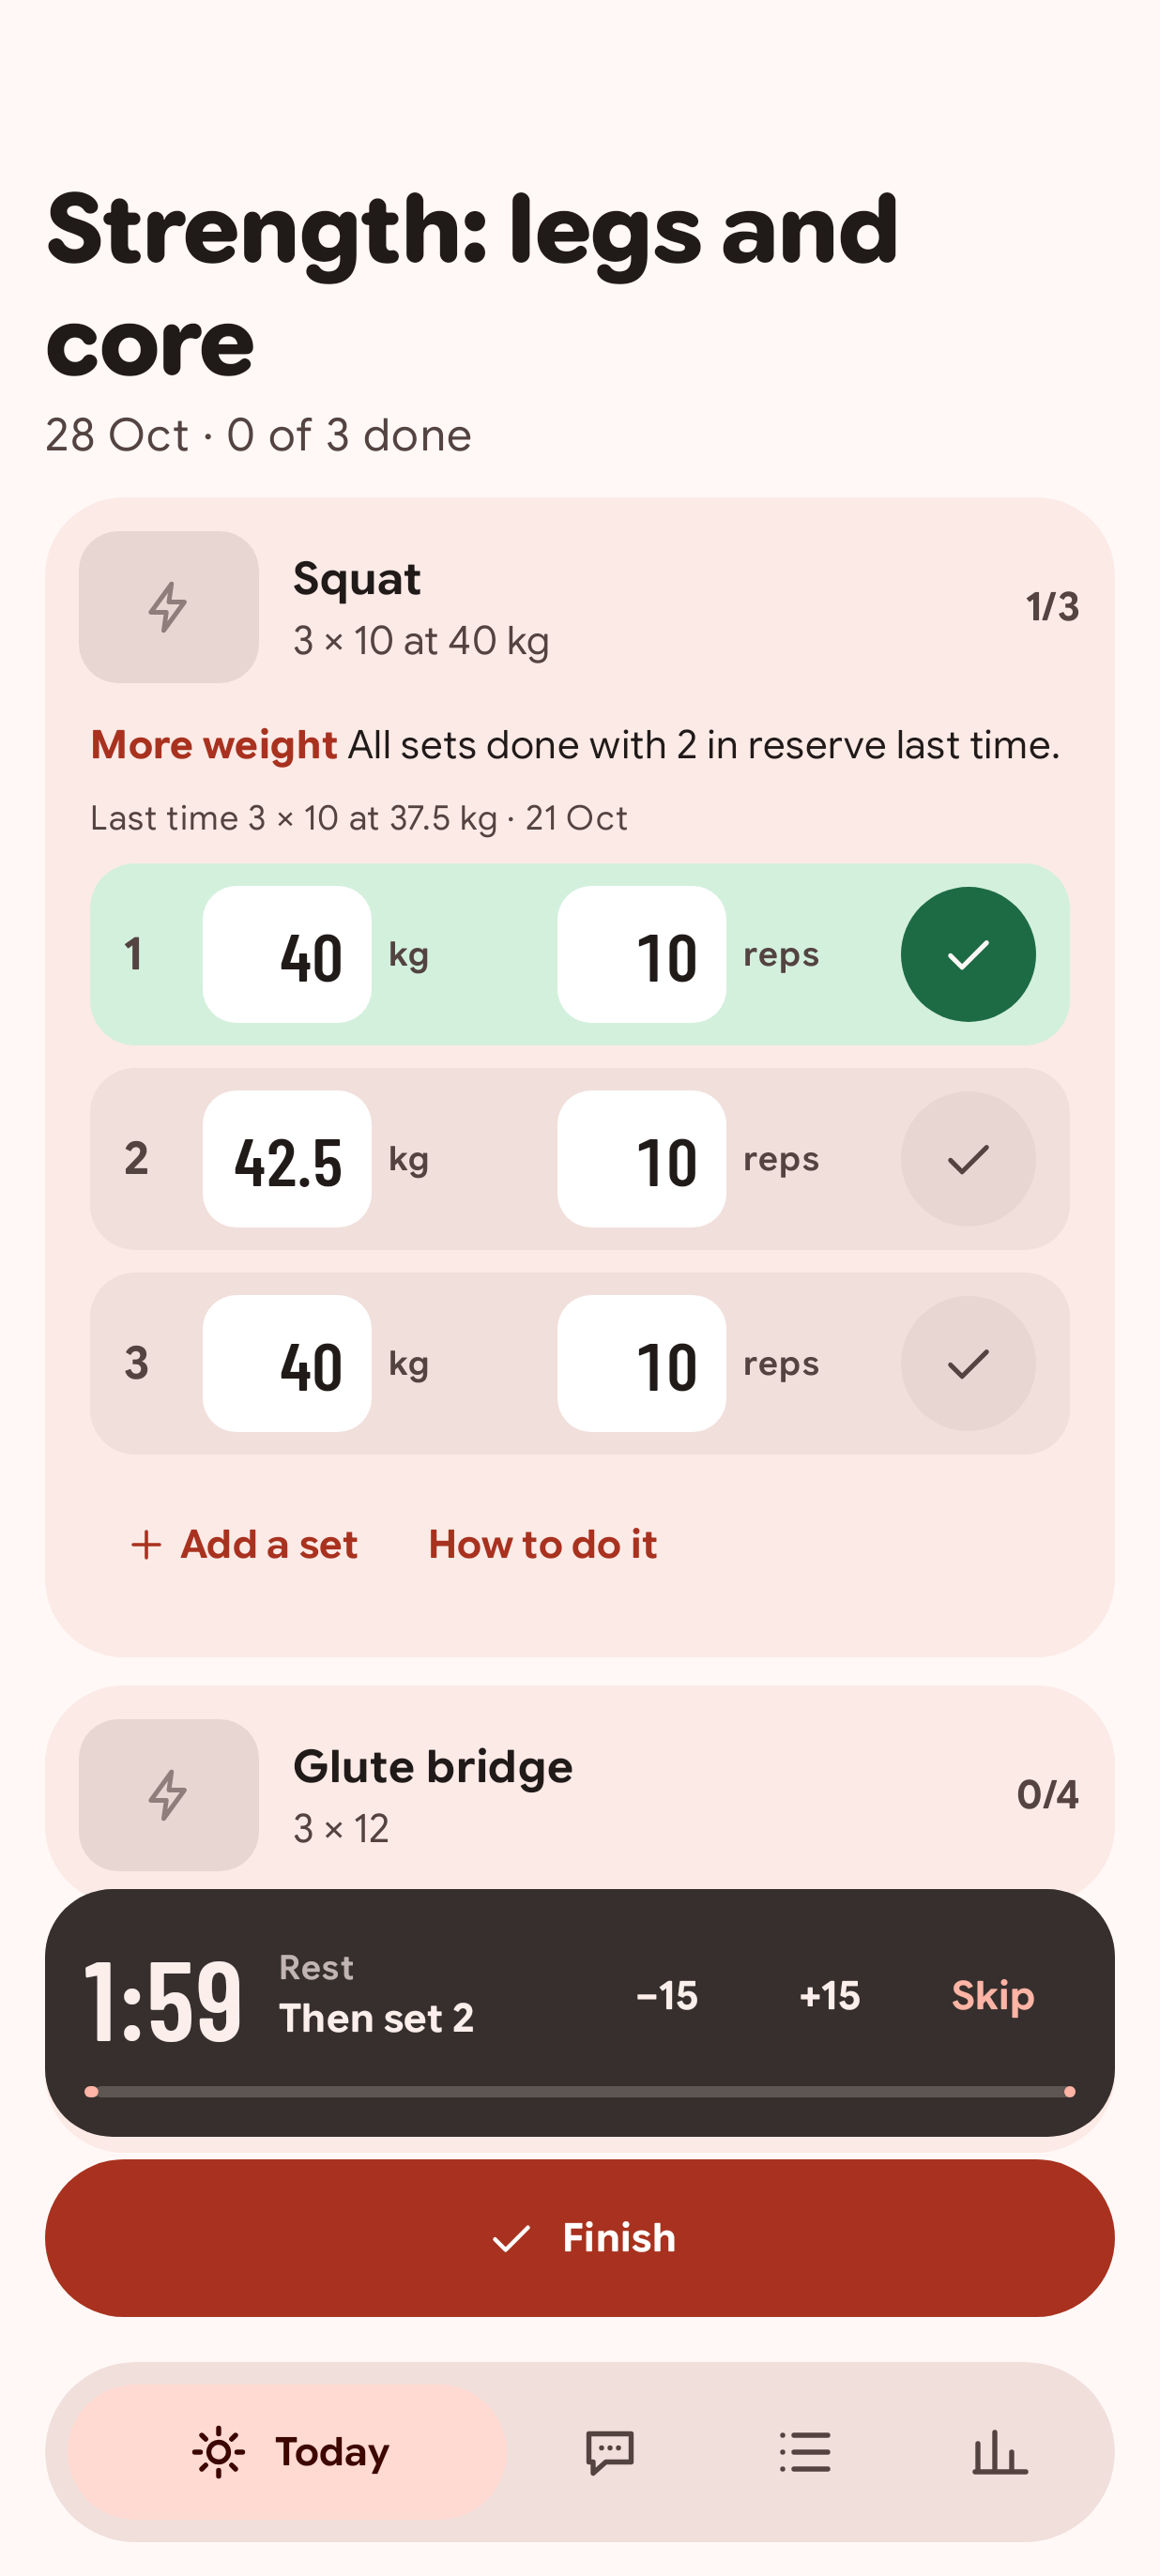 Strength: legs and
core
28 Oct · 0 of 3 done
Squat
3 × 10 at 40 kg
1/3
More weight All sets done with 2 in reserve last time.
Last time 3 × 10 at 37.5 kg · 21 Oct
1 40 kg 10 reps
2 42.5 kg 10 reps
3 40 kg 10 reps
Add a set How to do it
Glute bridge
3 × 12
0/4
1:59
Rest
Then set 2
−15 +15 Skip
Finish
Today